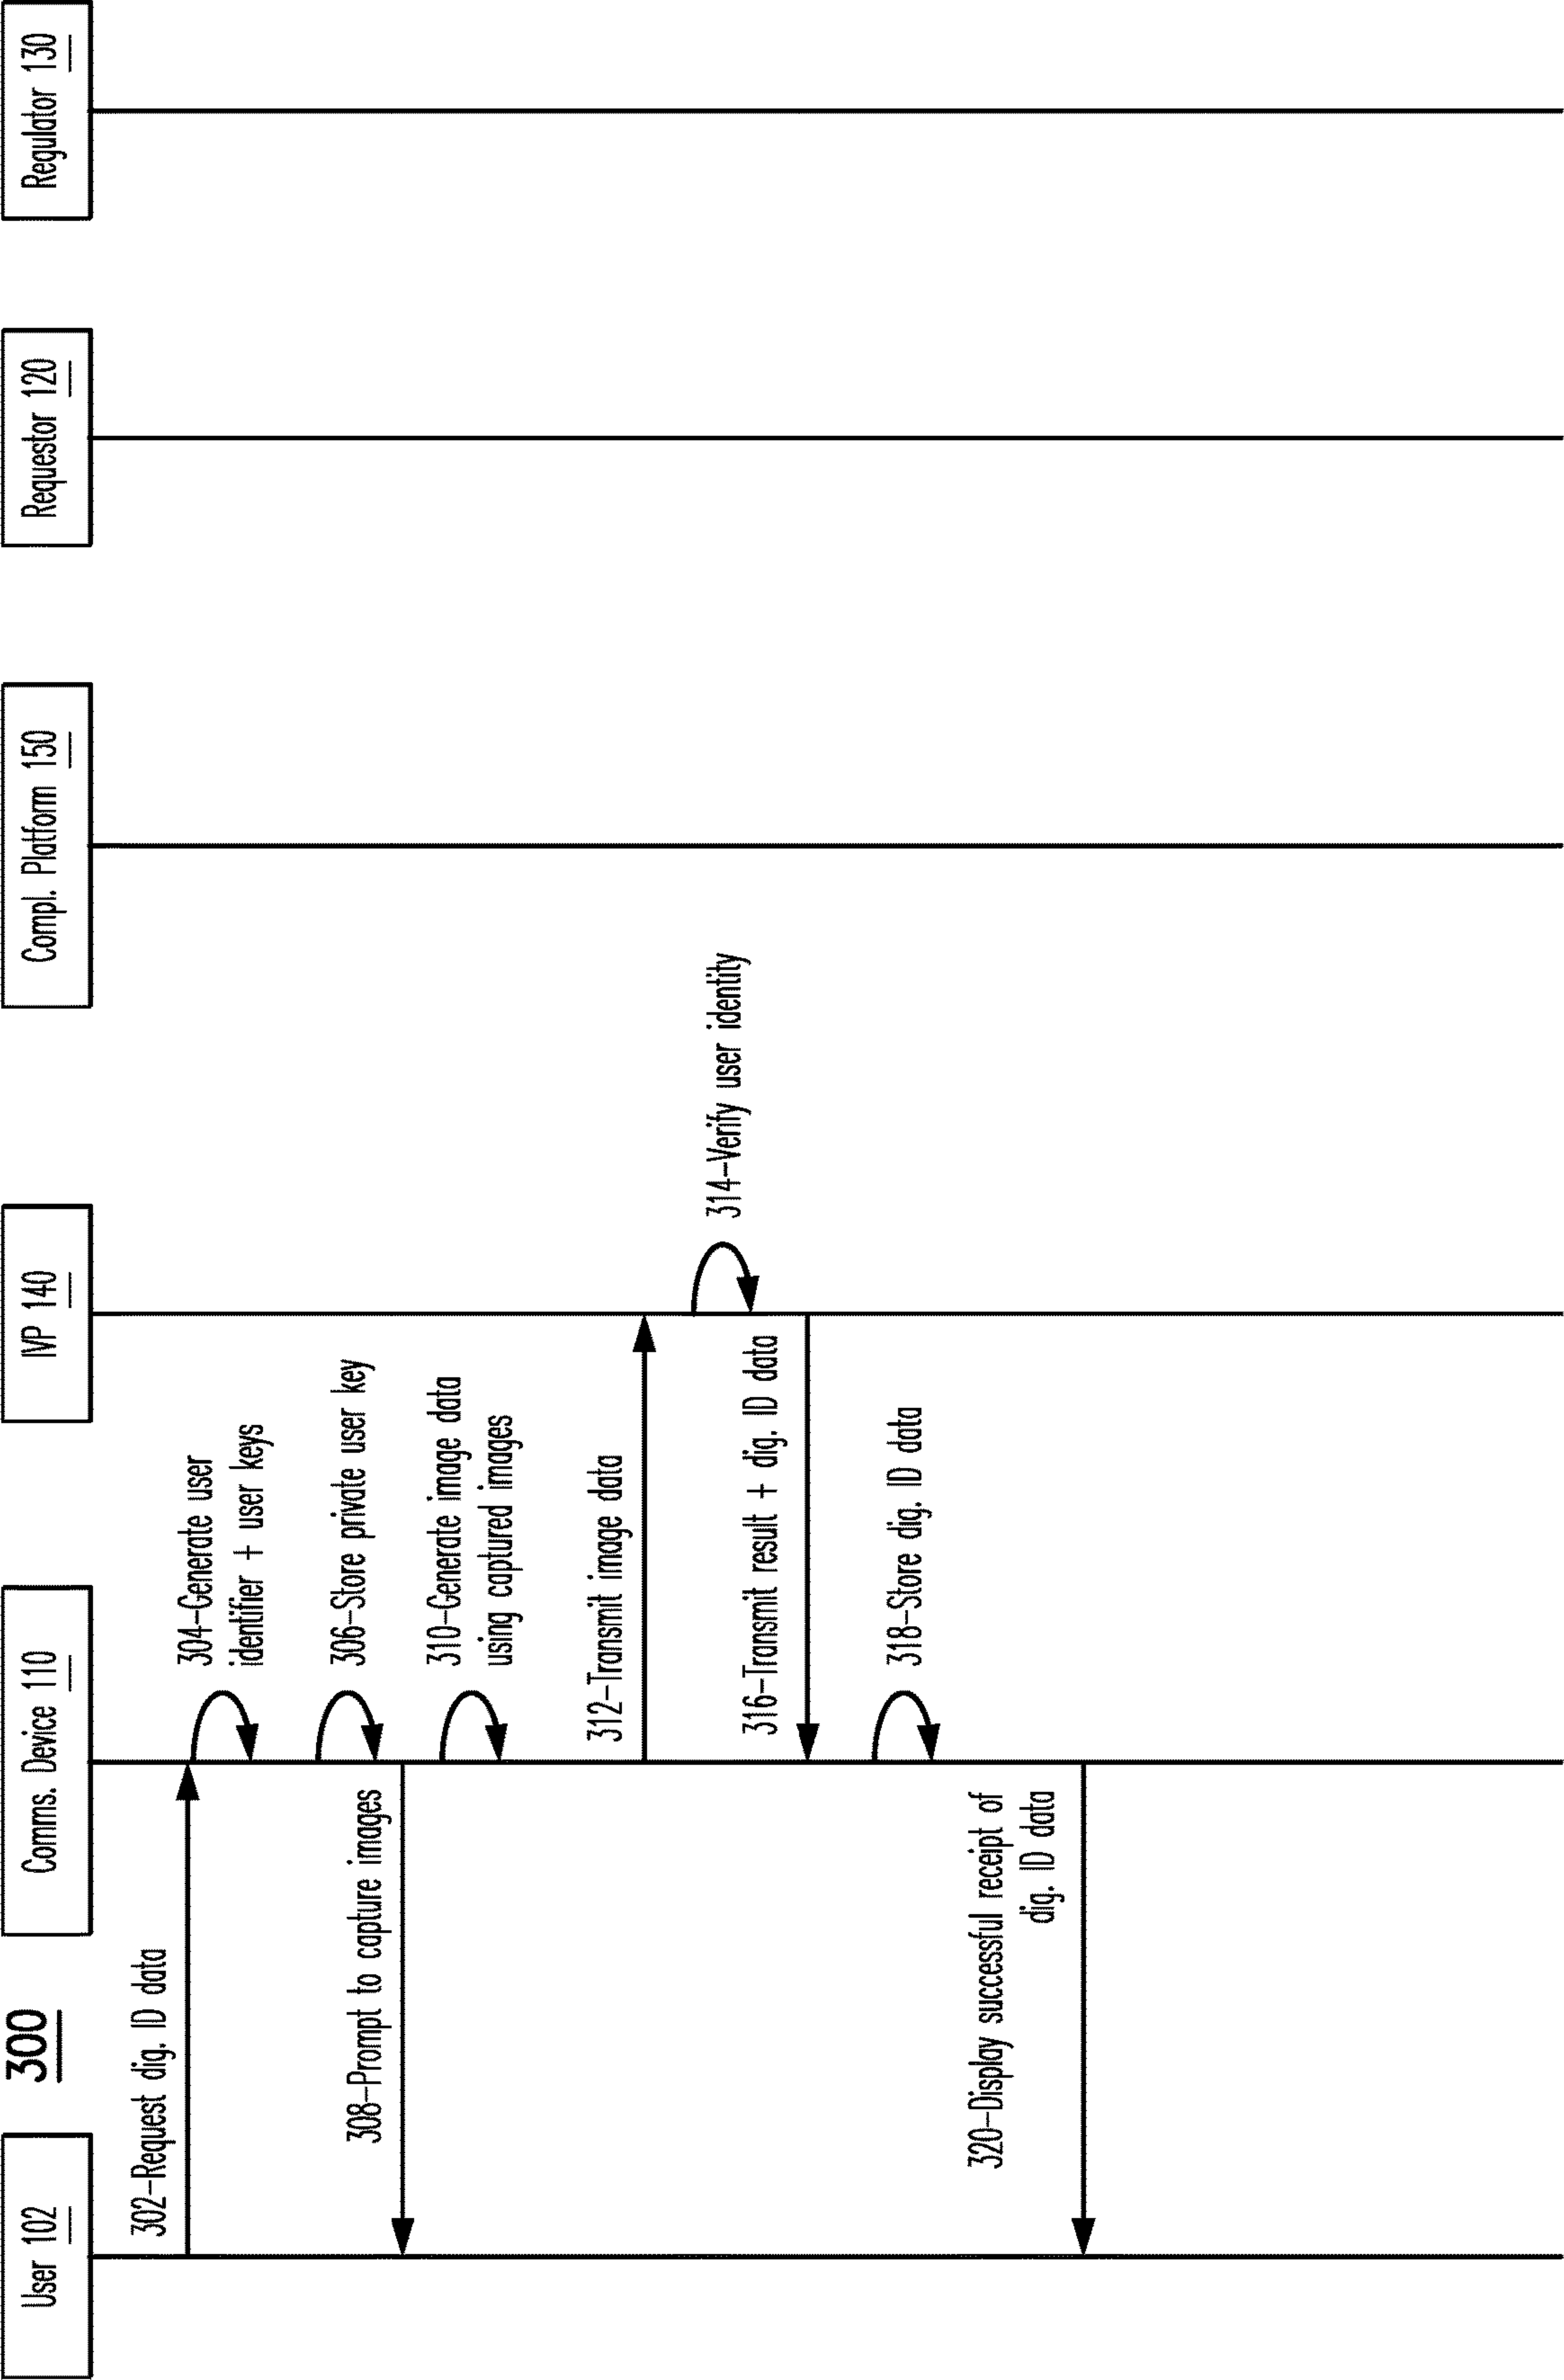 300
User 102
Comms. Device 110
IVP 140
Compl. Platform 150
Requestor 120
Regulator 130
302-Request dig. ID data
304-Generate user
identifier + user keys
306-Store private user key
308-Prompt to capture images
310-Generate image data
using captured images
312-Transmit image data
314-Verify user identity
316-Transmit result + dig. ID data
318-Store dig. ID data
320-Display successful receipt of
dig. ID data